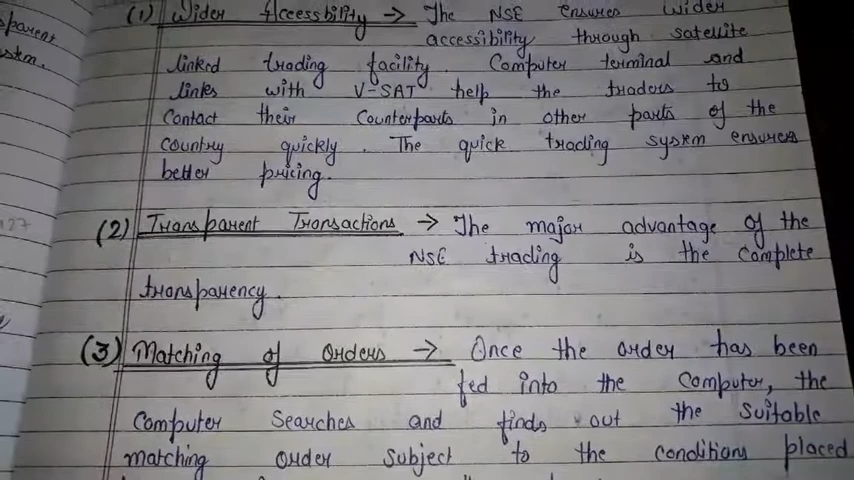 parent
(1) Wider Accessbility → The NSE ensures wider
accessibility through satelite
linked trading facility. Computer terminal and
links with V-SAT help the traders to
contact their counterparts in other parts of the
country quickly. The quick trading system ensures
better pricing.
127
(2) Transparent Transactions → The major advantage of the
NSE trading is the complete
transparency.
(3) Matching of orders → Once the order has been
fed into the computer, the
computer searches and finds out the suitable
matching order subject to the conditions placed